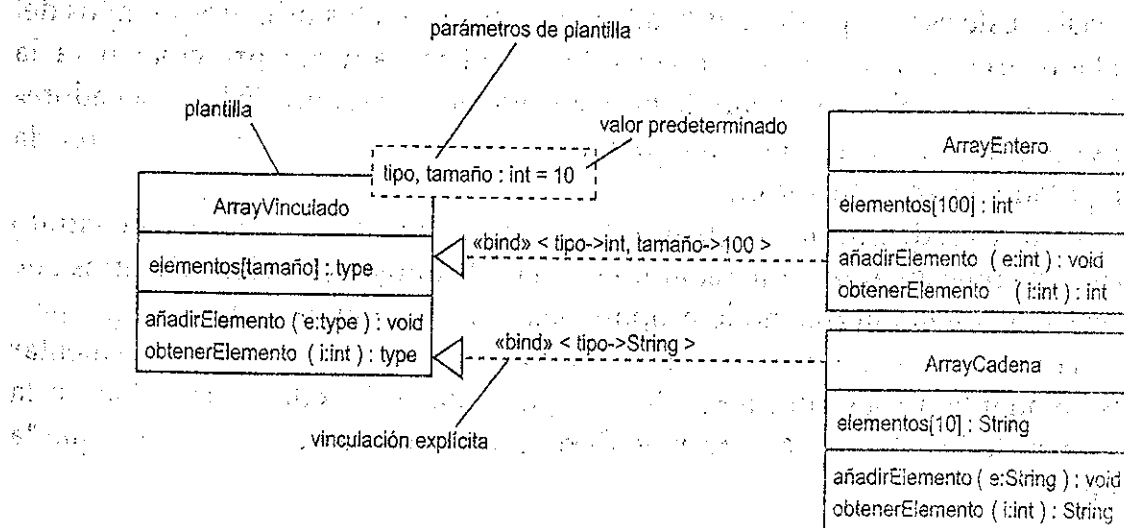 parámetros de plantilla
plantilla
valor predeterminado
tipo, tamaño : int = 10
ArrayVinculado
elementos[tamaño] : type
añadirElemento ( e:type ) : void
obtenerElemento ( i:int ) : type
«bind» < tipo->int, tamaño->100 >
«bind» < tipo->String >
vinculación explícita
ArrayEntero
elementos[100] : int
añadirElemento ( e:int ) : void
obtenerElemento ( i:int ) : int
ArrayCadena
elementos[10] : String
añadirElemento ( e:String ) : void
obtenerElemento ( i:int ) : String